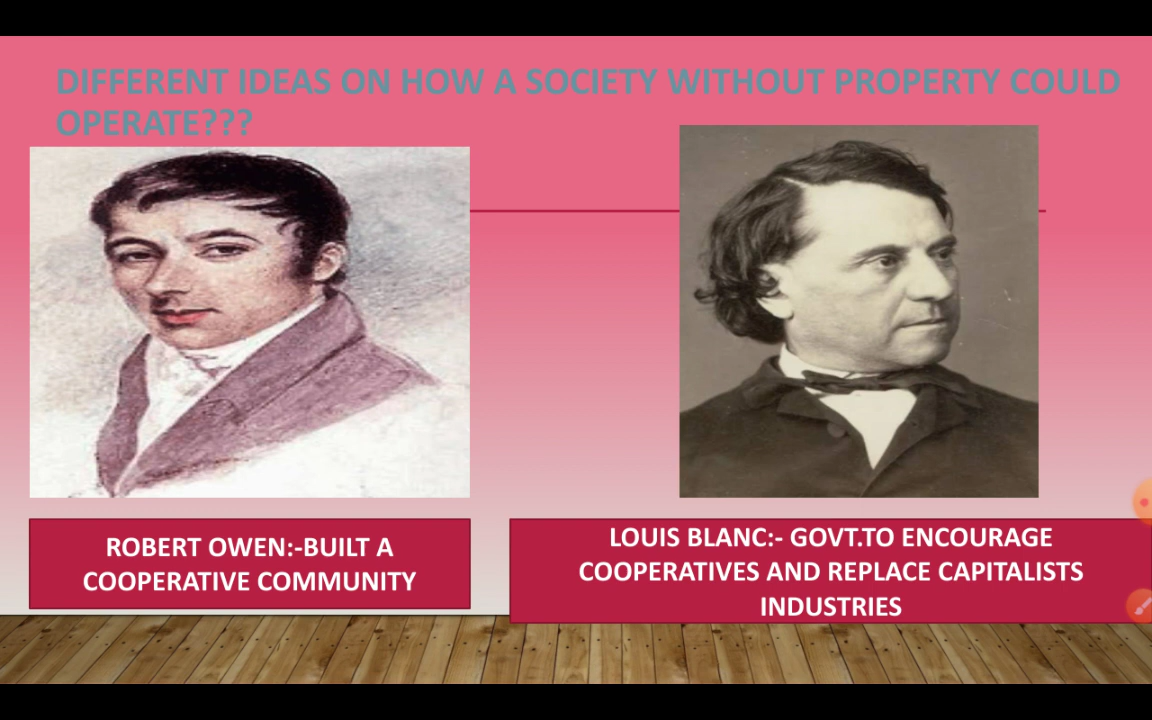 DIFFERENT IDEAS ON HOW A SOCIETY WITHOUT PROPERTY COULD
OPERATE???
ROBERT OWEN:-BUILT A
COOPERATIVE COMMUNITY
LOUIS BLANC:- GOVT.TO ENCOURAGE
COOPERATIVES AND REPLACE CAPITALISTS
INDUSTRIES